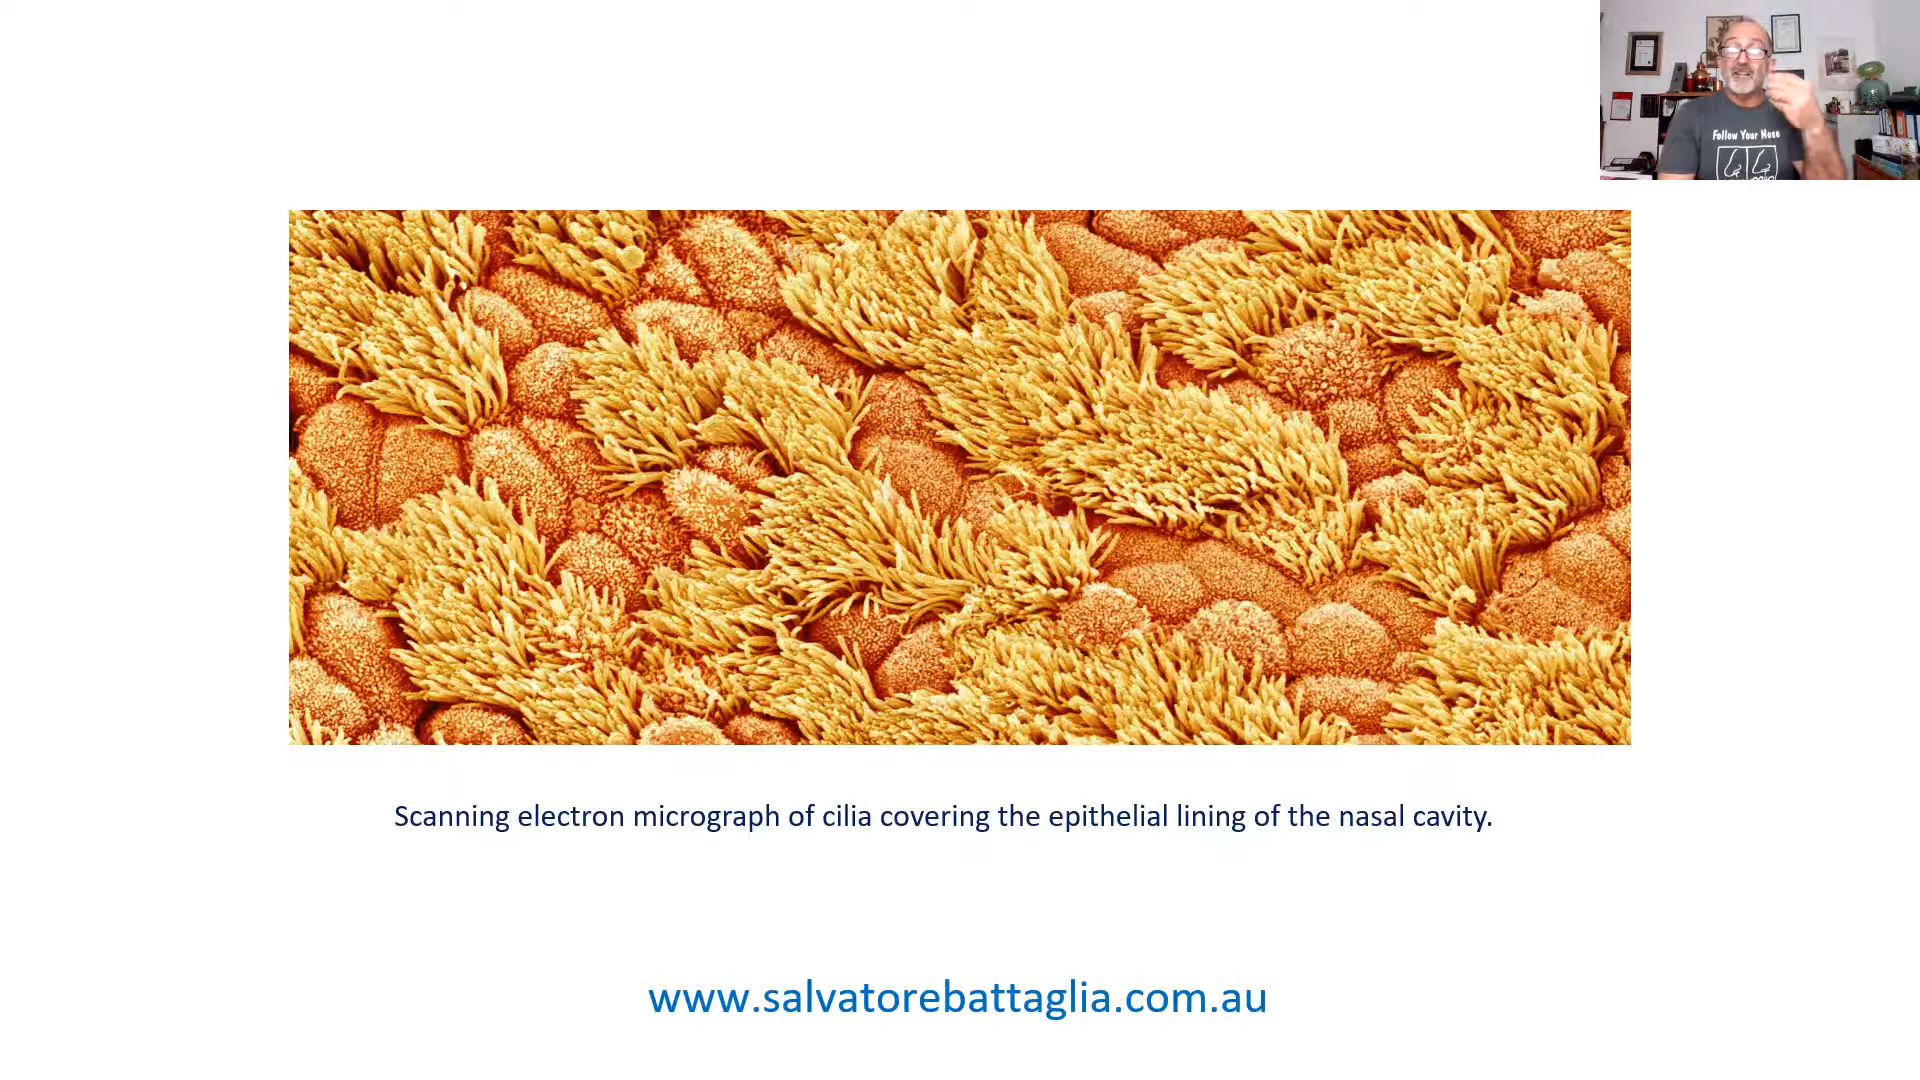 Follow Your Nose
Scanning electron micrograph of cilia covering the epithelial lining of the nasal cavity.
www.salvatorebattaglia.com.au